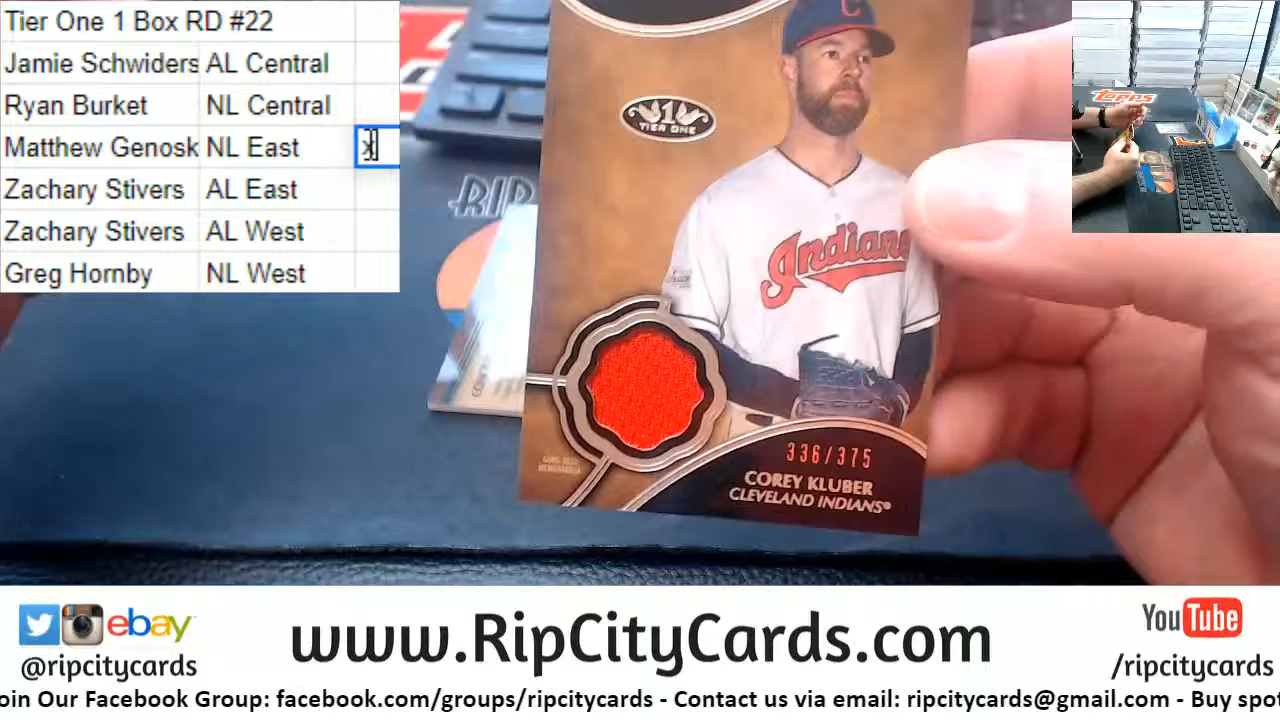 Tier One 1 Box RD #22
Jamie Schwiders AL Central
Ryan Burket NL Central
Matthew Genosk NL East
Zachary Stivers AL East
Zachary Stivers AL West
Greg Hornby NL West
C
1
TIER ONE
Indians
RIP
topps
336/375
COREY KLUBER
CLEVELAND INDIANS®
ebay
@ripcitycards
www.RipCityCards.com
YouTube
/ripcitycards
oin Our Facebook Group: facebook.com/groups/ripcitycards - Contact us via email: ripcitycards@gmail.com - Buy spot